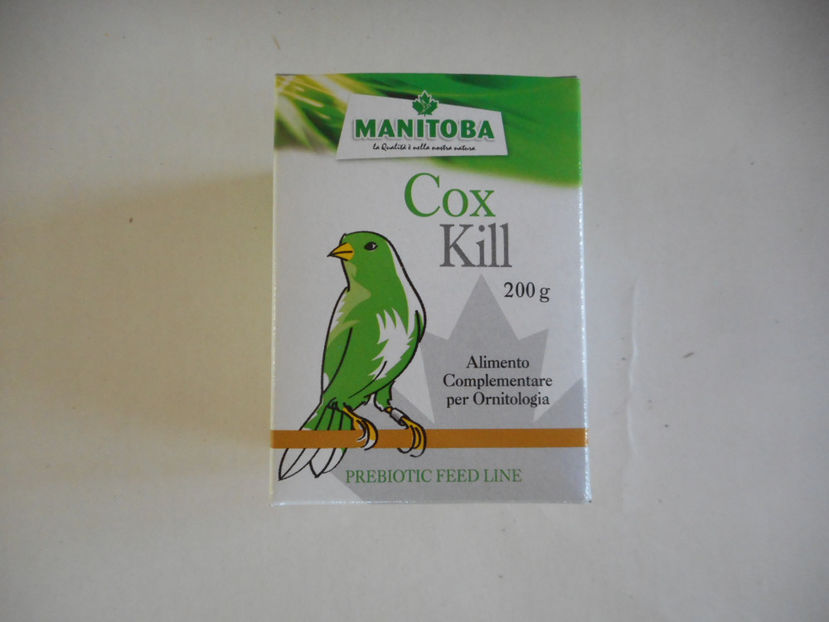 MANITOBA
la Qualità è nella nostra natura
Cox
Kill
200 g
Alimento
Complementare
per Ornitologia
PREBIOTIC FEED LINE